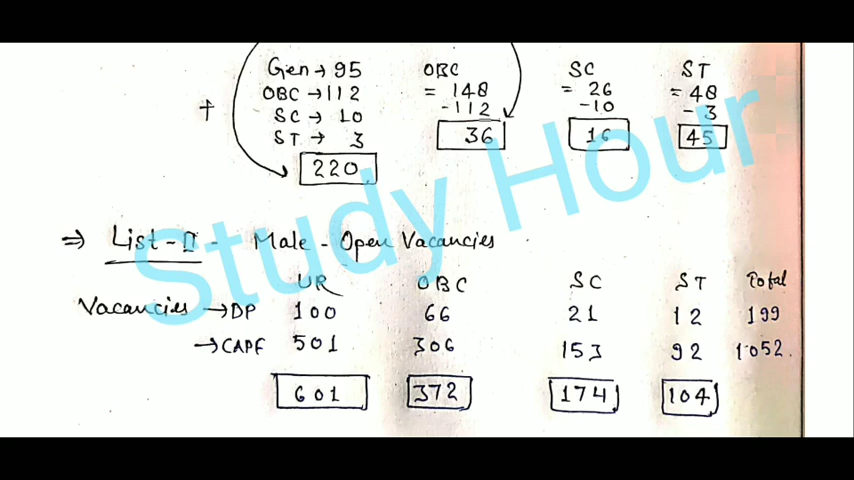 Gen → 95 OBC SC ST
OBC → 112 = 148 = 26 = 48
+ SC → 10 -112 -10 - 3
ST → 3 36 16 45
220
Study Hour
⇒ List-II - Male - Open Vacancies
UR OBC SC ST Total
Vacancies → DP 100 66 21 12 199
→ CAPF 501 306 153 92 1052.
601 372 174 104